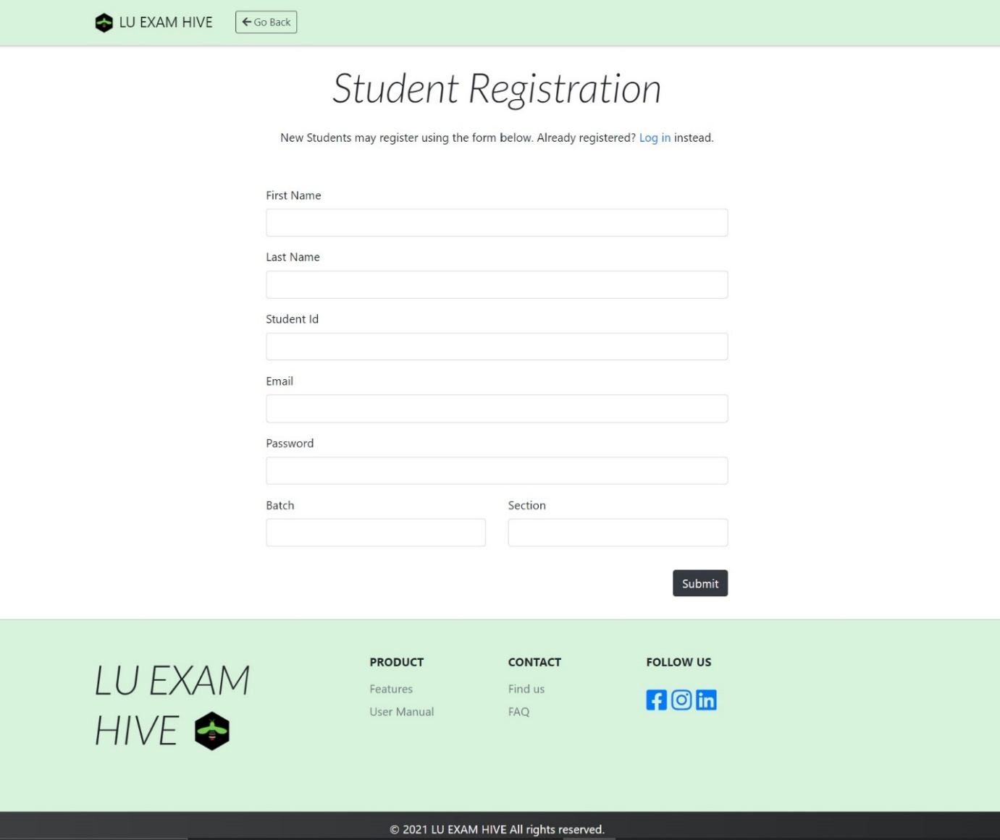 LU EXAM HIVE
Go Back
Student Registration
New Students may register using the form below. Already registered? Log in instead.
First Name
Last Name
Student Id
Email
Password
Batch
Section
Submit
LU EXAM
HIVE
PRODUCT
Features
User Manual
CONTACT
Find us
FAQ
FOLLOW US
© 2021 LU EXAM HIVE All rights reserved.